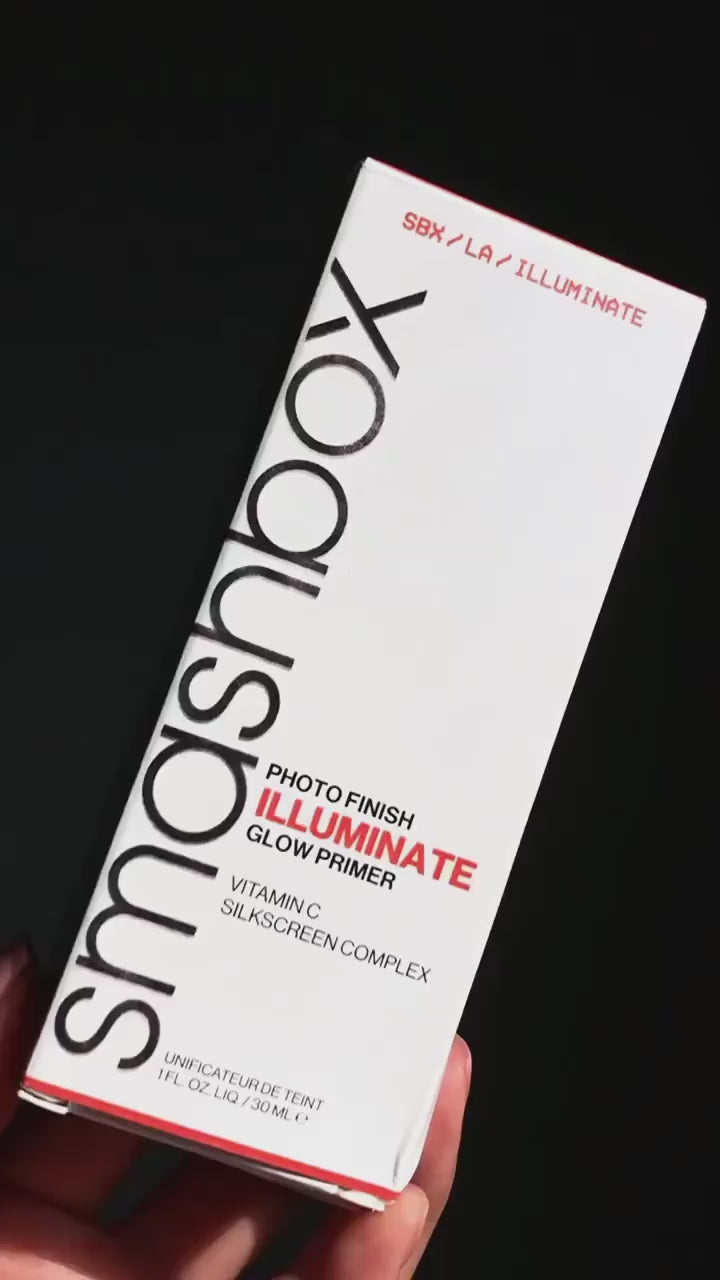 SBX/LA/ILLUMINATE
smashbox
PHOTO FINISH
ILLUMINATE
GLOW PRIMER
VITAMIN C
SILKSCREEN COMPLEX
UNIFICATEUR DE TEINT
1 FL. OZ. LIQ. / 30 ML ℮